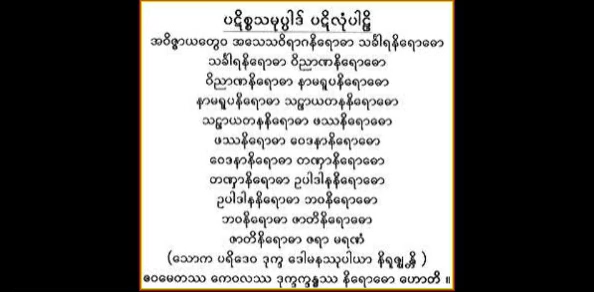 ပဋိစ္စသမုပ္ပါဒ် ပဋိလုံပါဠိ
အဝိဇ္ဇာယတွေဝ အသေသဝိရာဂနိရောဓာ သင်္ခါရနိရောဓော
သင်္ခါရနိရောဓာ ဝိညာဏနိရောဓော
ဝိညာဏနိရောဓာ နာမရူပနိရောဓော
နာမရူပနိရောဓာ သဠာယတနနိရောဓော
သဠာယတနနိရောဓာ ဖဿနိရောဓော
ဖဿနိရောဓာ ဝေဒနာနိရောဓော
ဝေဒနာနိရောဓာ တဏှာနိရောဓော
တဏှာနိရောဓာ ဥပါဒါနနိရောဓော
ဥပါဒါနနိရောဓာ ဘဝနိရောဓော
ဘဝနိရောဓာ ဇာတိနိရောဓော
ဇာတိနိရောဓာ ဇရာ မရဏံ
(သောက ပရိဒေဝ ဒုက္ခ ဒေါမနဿုပါယာ နိရုဇ္ဈန္တိ )
ဧဝမေတဿ ကေဝလဿ ဒုက္ခက္ခန္ဓဿ နိရောဓော ဟောတိ ။